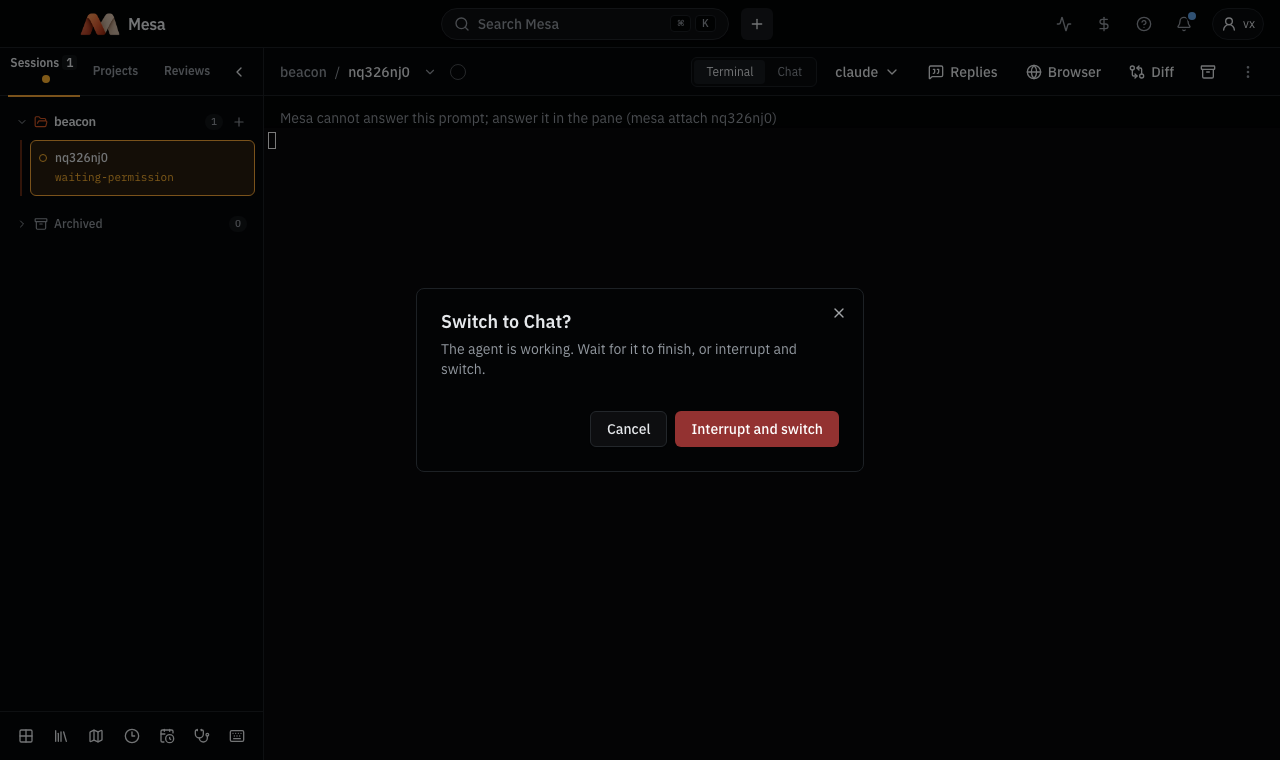 Mesa
Search Mesa
⌘ K
vx
Sessions 1
Projects
Reviews
beacon / nq326nj0
Terminal
Chat
claude
Replies
Browser
Diff
beacon
1
nq326nj0
waiting-permission
Archived
0
Mesa cannot answer this prompt; answer it in the pane (mesa attach nq326nj0)
Switch to Chat?
The agent is working. Wait for it to finish, or interrupt and
switch.
Cancel
Interrupt and switch